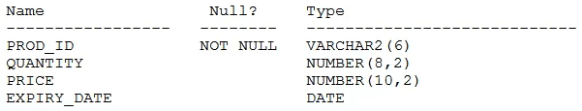 Name Null? Type
----------------- -------- ----------------------------
PROD_ID NOT NULL VARCHAR2(6)
QUANTITY NUMBER(8,2)
PRICE NUMBER(10,2)
EXPIRY_DATE DATE